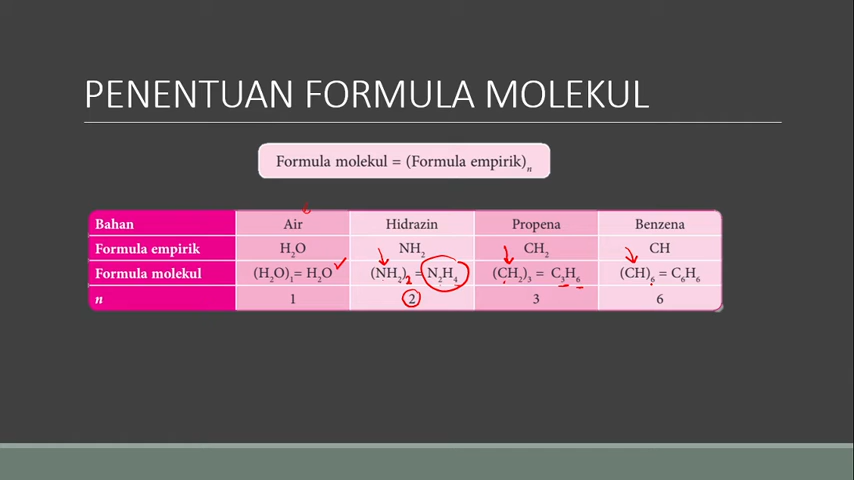 PENENTUAN FORMULA MOLEKUL
Formula molekul = (Formula empirik)ₙ
Bahan Air Hidrazin Propena Benzena
Formula empirik H₂O NH₂ CH₂ CH
Formula molekul (H₂O)₁= H₂O (NH₂)₂ = N₂H₄ (CH₂)₃ = C₃H₆ (CH)₆ = C₆H₆
n 1 2 3 6